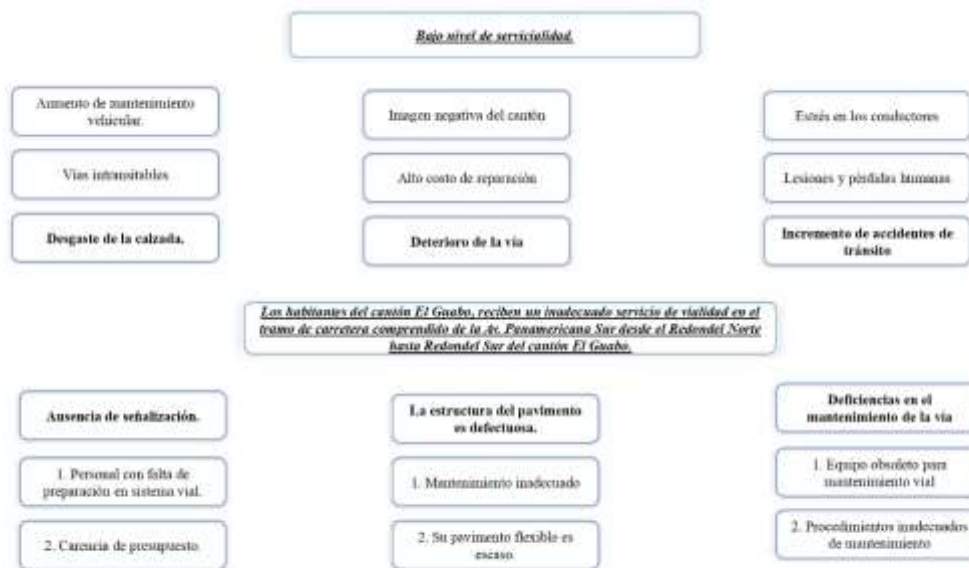 Bajo nivel de servicialidad.
Aumento de mantenimiento
vehicular.
Imagen negativa del cantón
Estrés en los conductores
Vías intransitables
Alto costo de reparación
Lesiones y pérdidas humanas
Desgaste de la calzada.
Deterioro de la vía
Incremento de accidentes de
tránsito
Los habitantes del cantón El Guabo, reciben un inadecuado servicio de vialidad en el
tramo de carretera comprendido de la Av. Panamericana Sur desde el Redondel Norte
hasta Redondel Sur del cantón El Guabo.
Ausencia de señalización.
La estructura del pavimento
es defectuosa.
Deficiencias en el
mantenimiento de la vía
1. Personal con falta de
preparación en sistema vial.
1. Mantenimiento inadecuado
1. Equipo obsoleto para
mantenimiento vial
2. Carencia de presupuesto
2. Su pavimento flexible es
escaso
2. Procedimientos inadecuados
de mantenimiento